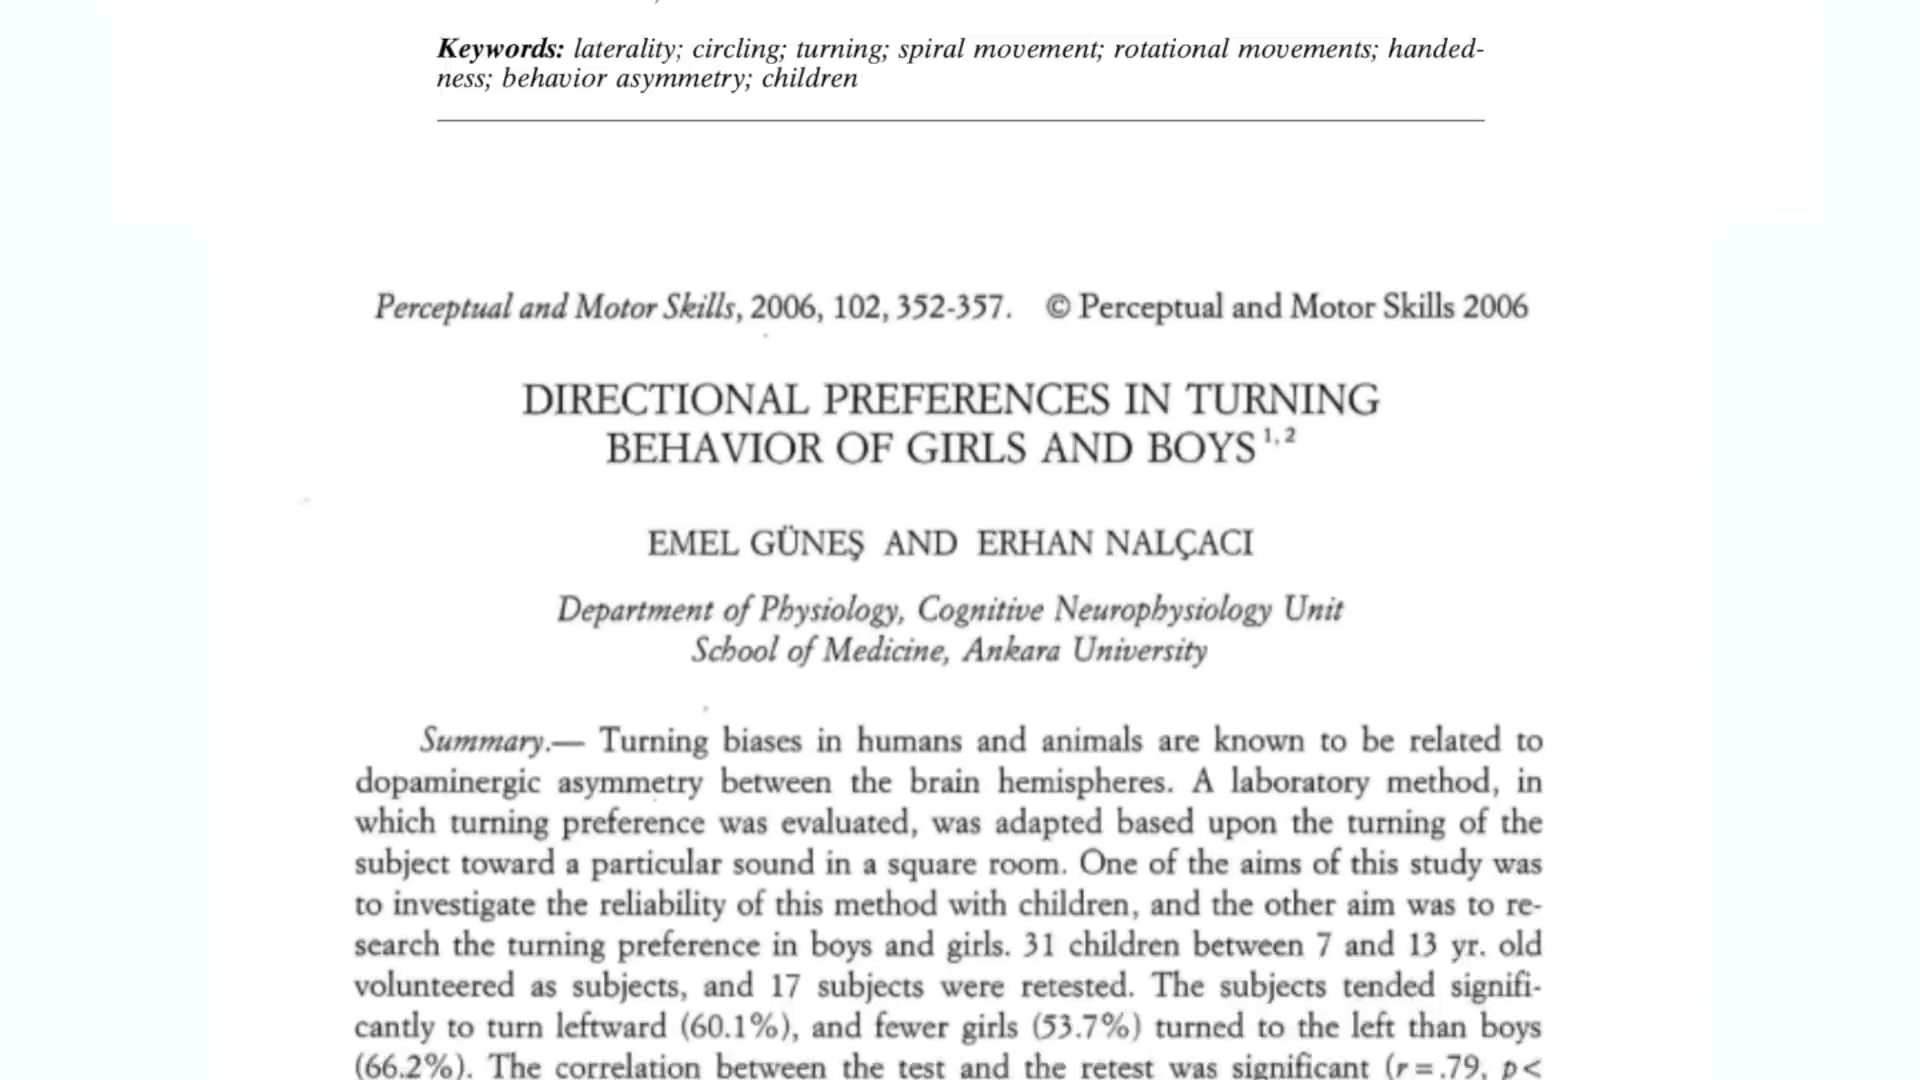 Keywords: laterality; circling; turning; spiral movement; rotational movements; handed-
ness; behavior asymmetry; children
Perceptual and Motor Skills, 2006, 102, 352-357. © Perceptual and Motor Skills 2006
DIRECTIONAL PREFERENCES IN TURNING
BEHAVIOR OF GIRLS AND BOYS 1, 2
EMEL GÜNEŞ AND ERHAN NALÇACI
Department of Physiology, Cognitive Neurophysiology Unit
School of Medicine, Ankara University
Summary.— Turning biases in humans and animals are known to be related to
dopaminergic asymmetry between the brain hemispheres. A laboratory method, in
which turning preference was evaluated, was adapted based upon the turning of the
subject toward a particular sound in a square room. One of the aims of this study was
to investigate the reliability of this method with children, and the other aim was to re-
search the turning preference in boys and girls. 31 children between 7 and 13 yr. old
volunteered as subjects, and 17 subjects were retested. The subjects tended signifi-
cantly to turn leftward (60.1%), and fewer girls (53.7%) turned to the left than boys
(66.2%). The correlation between the test and the retest was significant (r = .79, p <